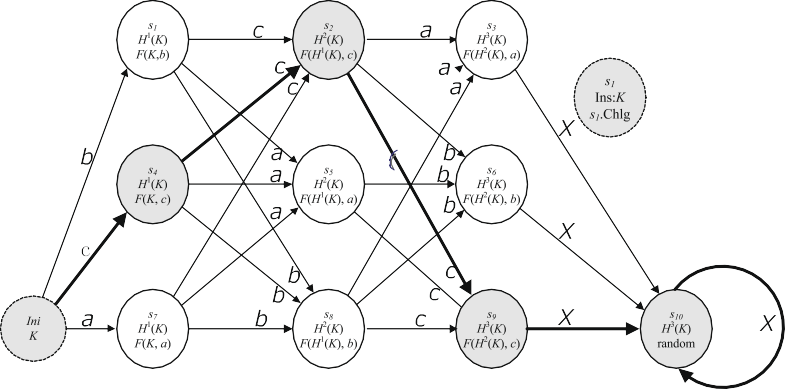 s1
H1(K)
F(K,b)
c
s2
H2(K)
F(H1(K), c)
a
s3
H3(K)
F(H2(K), a)
c
c
a
a
s1
Ins:K
s1.Chlg
b
X
s4
H1(K)
F(K, c)
a
a
a
s5
H2(K)
F(H1(K), a)
b
b
b
s6
H3(K)
F(H2(K), b)
X
c
b
b
c
c
Ini
K
a
s7
H1(K)
F(K, a)
b
s8
H2(K)
F(H1(K), b)
c
s9
H3(K)
F(H2(K), c)
X
s10
H3(K)
random
X